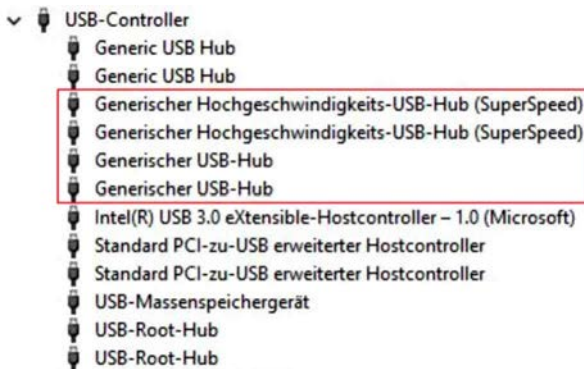 USB-Controller
Generic USB Hub
Generic USB Hub
Generischer Hochgeschwindigkeits-USB-Hub (SuperSpeed)
Generischer Hochgeschwindigkeits-USB-Hub (SuperSpeed)
Generischer USB-Hub
Generischer USB-Hub
Intel(R) USB 3.0 eXtensible-Hostcontroller – 1.0 (Microsoft)
Standard PCI-zu-USB erweiterter Hostcontroller
Standard PCI-zu-USB erweiterter Hostcontroller
USB-Massenspeichergerät
USB-Root-Hub
USB-Root-Hub